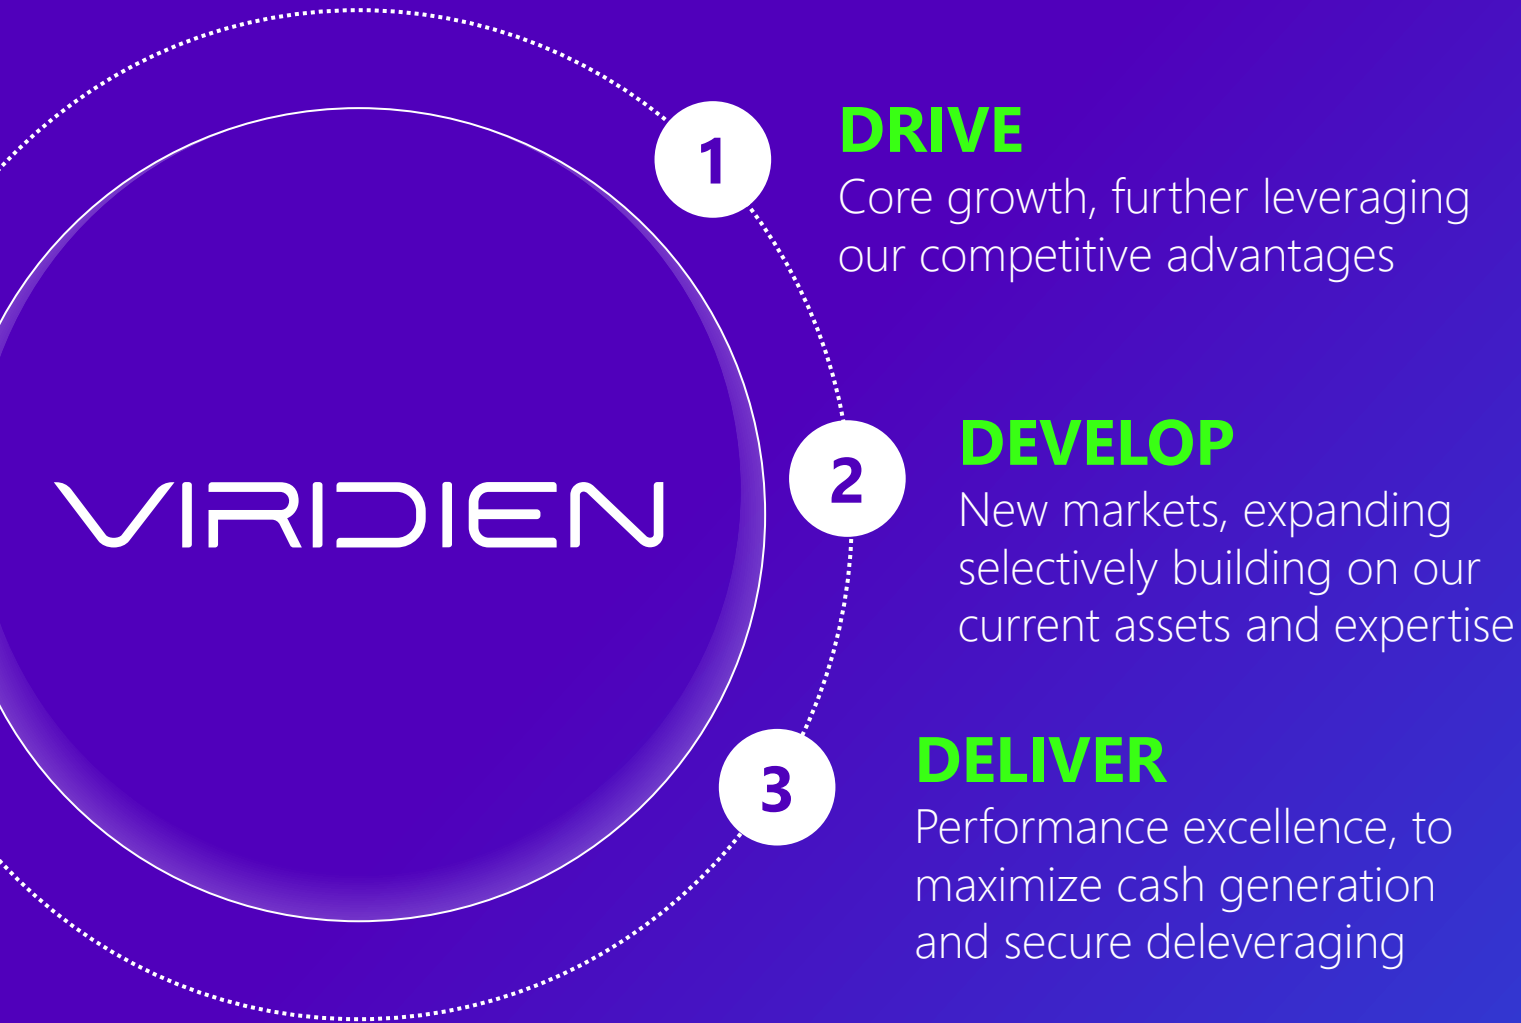 VIRIDIEN
1
DRIVE
Core growth, further leveraging
our competitive advantages
2
DEVELOP
New markets, expanding
selectively building on our
current assets and expertise
3
DELIVER
Performance excellence, to
maximize cash generation
and secure deleveraging